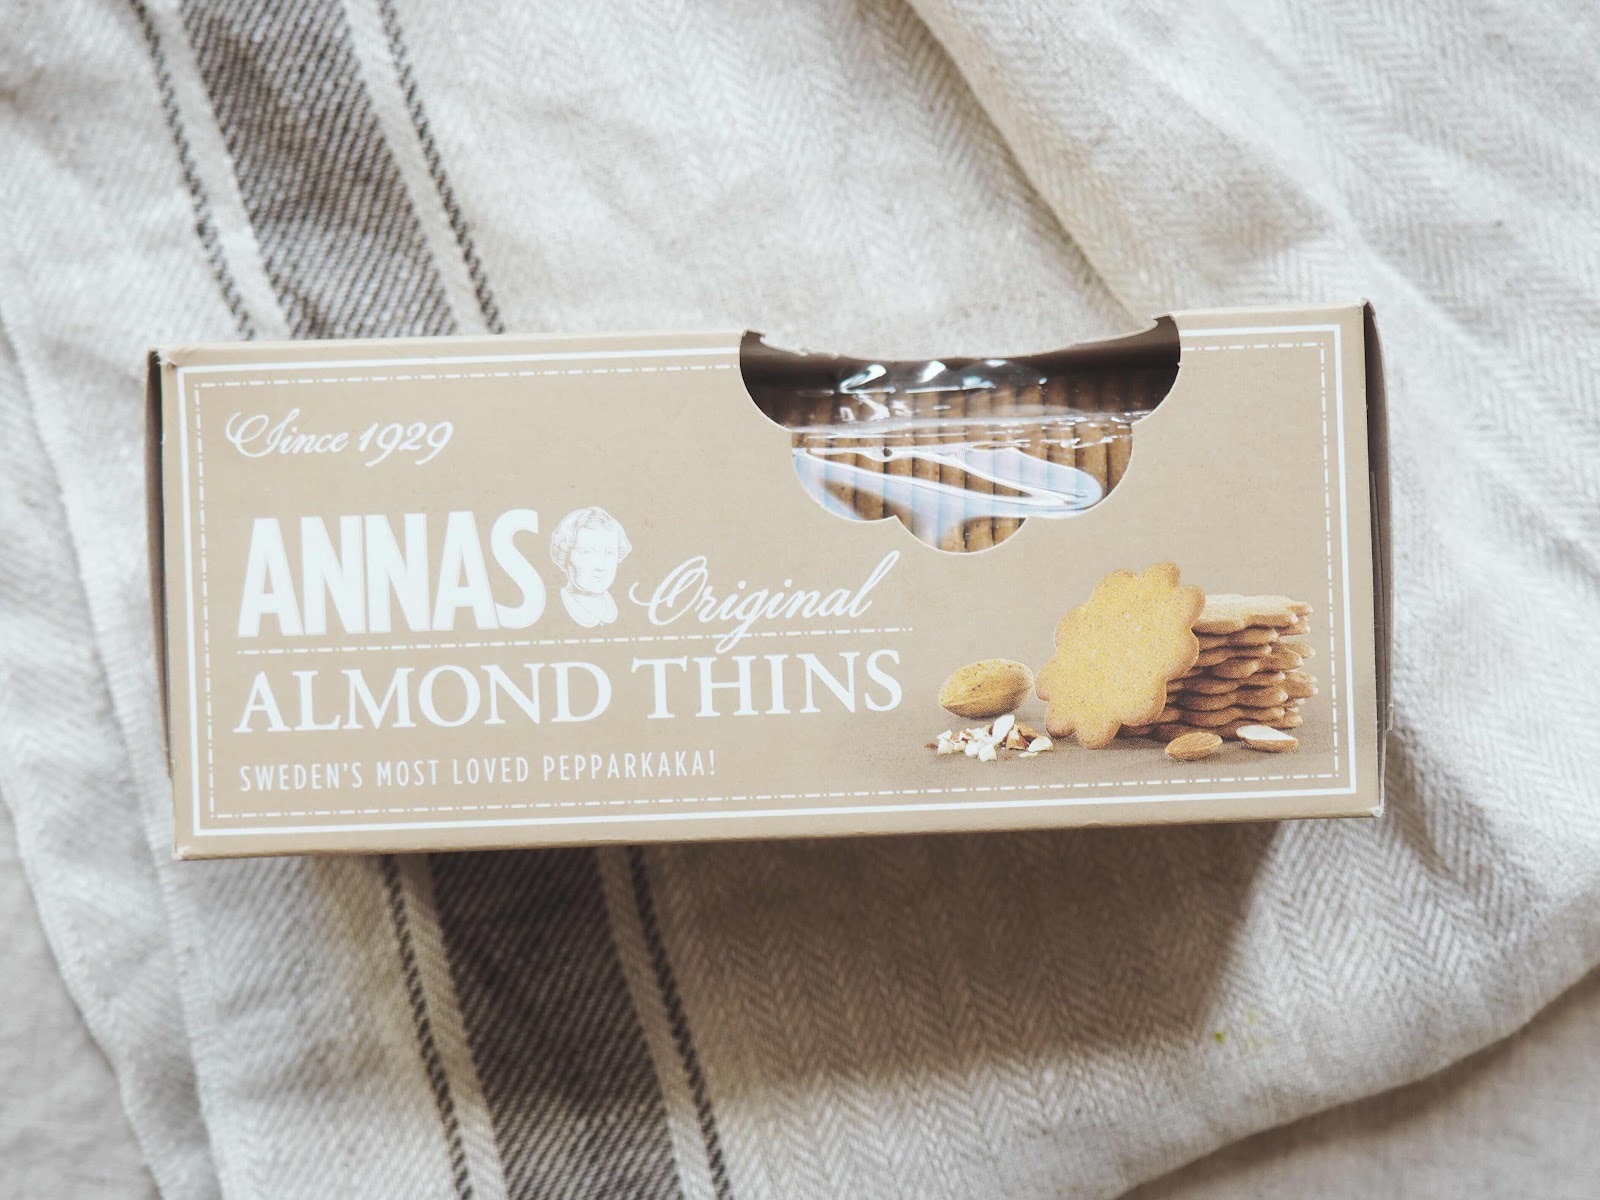 Since 1929
ANNAS Original
ALMOND THINS
SWEDEN'S MOST LOVED PEPPARKAKA!